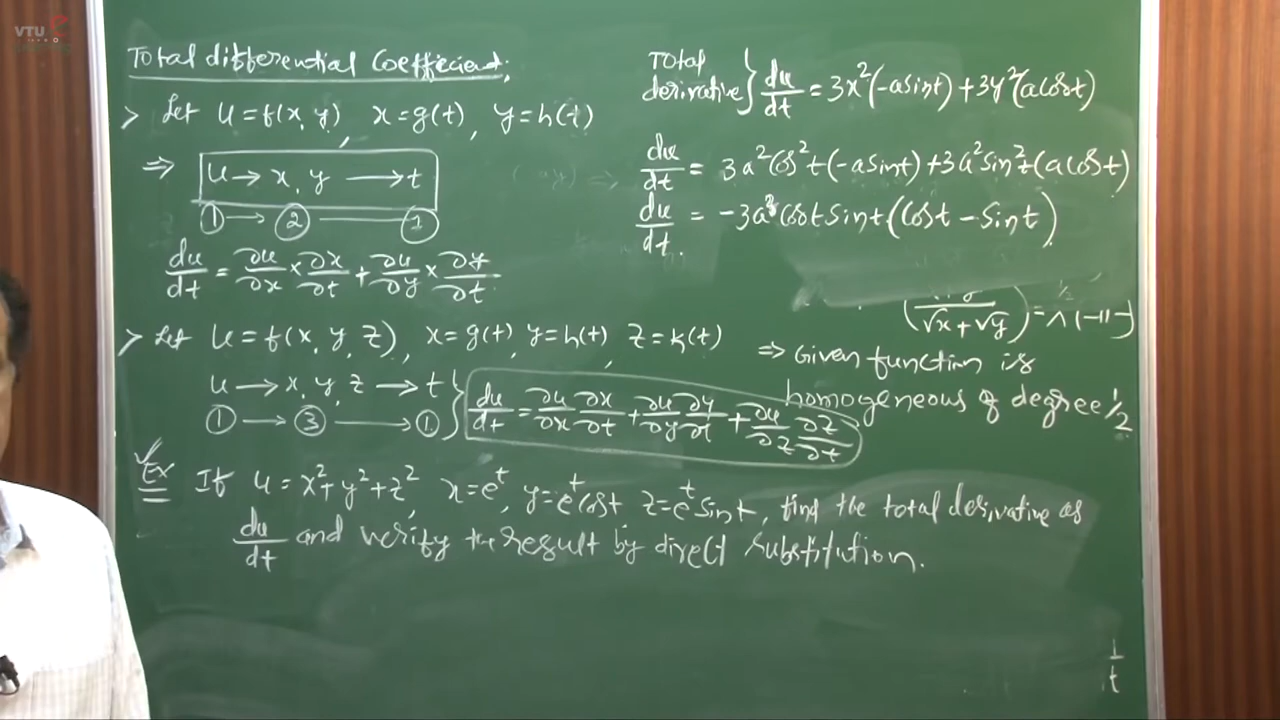 VTU
Total differential Coefficient;
> Let u=f(x,y), x=g(t), y=h(t)
⇒ u→x,y ⟶t
① → ② ⟶ ①
du/dt = ∂u/∂x × ∂x/∂t + ∂u/∂y × ∂y/∂t
> Let u=f(x,y,z), x=g(t), y=h(t), z=k(t)
u→x,y,z→t
① → ③ → ①
} du/dt = ∂u/∂x ∂x/∂t + ∂u/∂y ∂y/∂t + ∂u/∂z ∂z/∂t
Ex If u=x²+y²+z², x=e^t, y=e^t cost z=e^t sint, find the total derivative as
du/dt and verify the result by direct substitution.
Total derivative } du/dt = 3x²(-asint)+3y²(acost)
du/dt = 3a²cos²t(-asint)+3a²sin²t(acost)
du/dt = -3a³costsint(cost-sint)
√x+√y
⇒ Given function is
homogeneous of degree 1/2
1/t